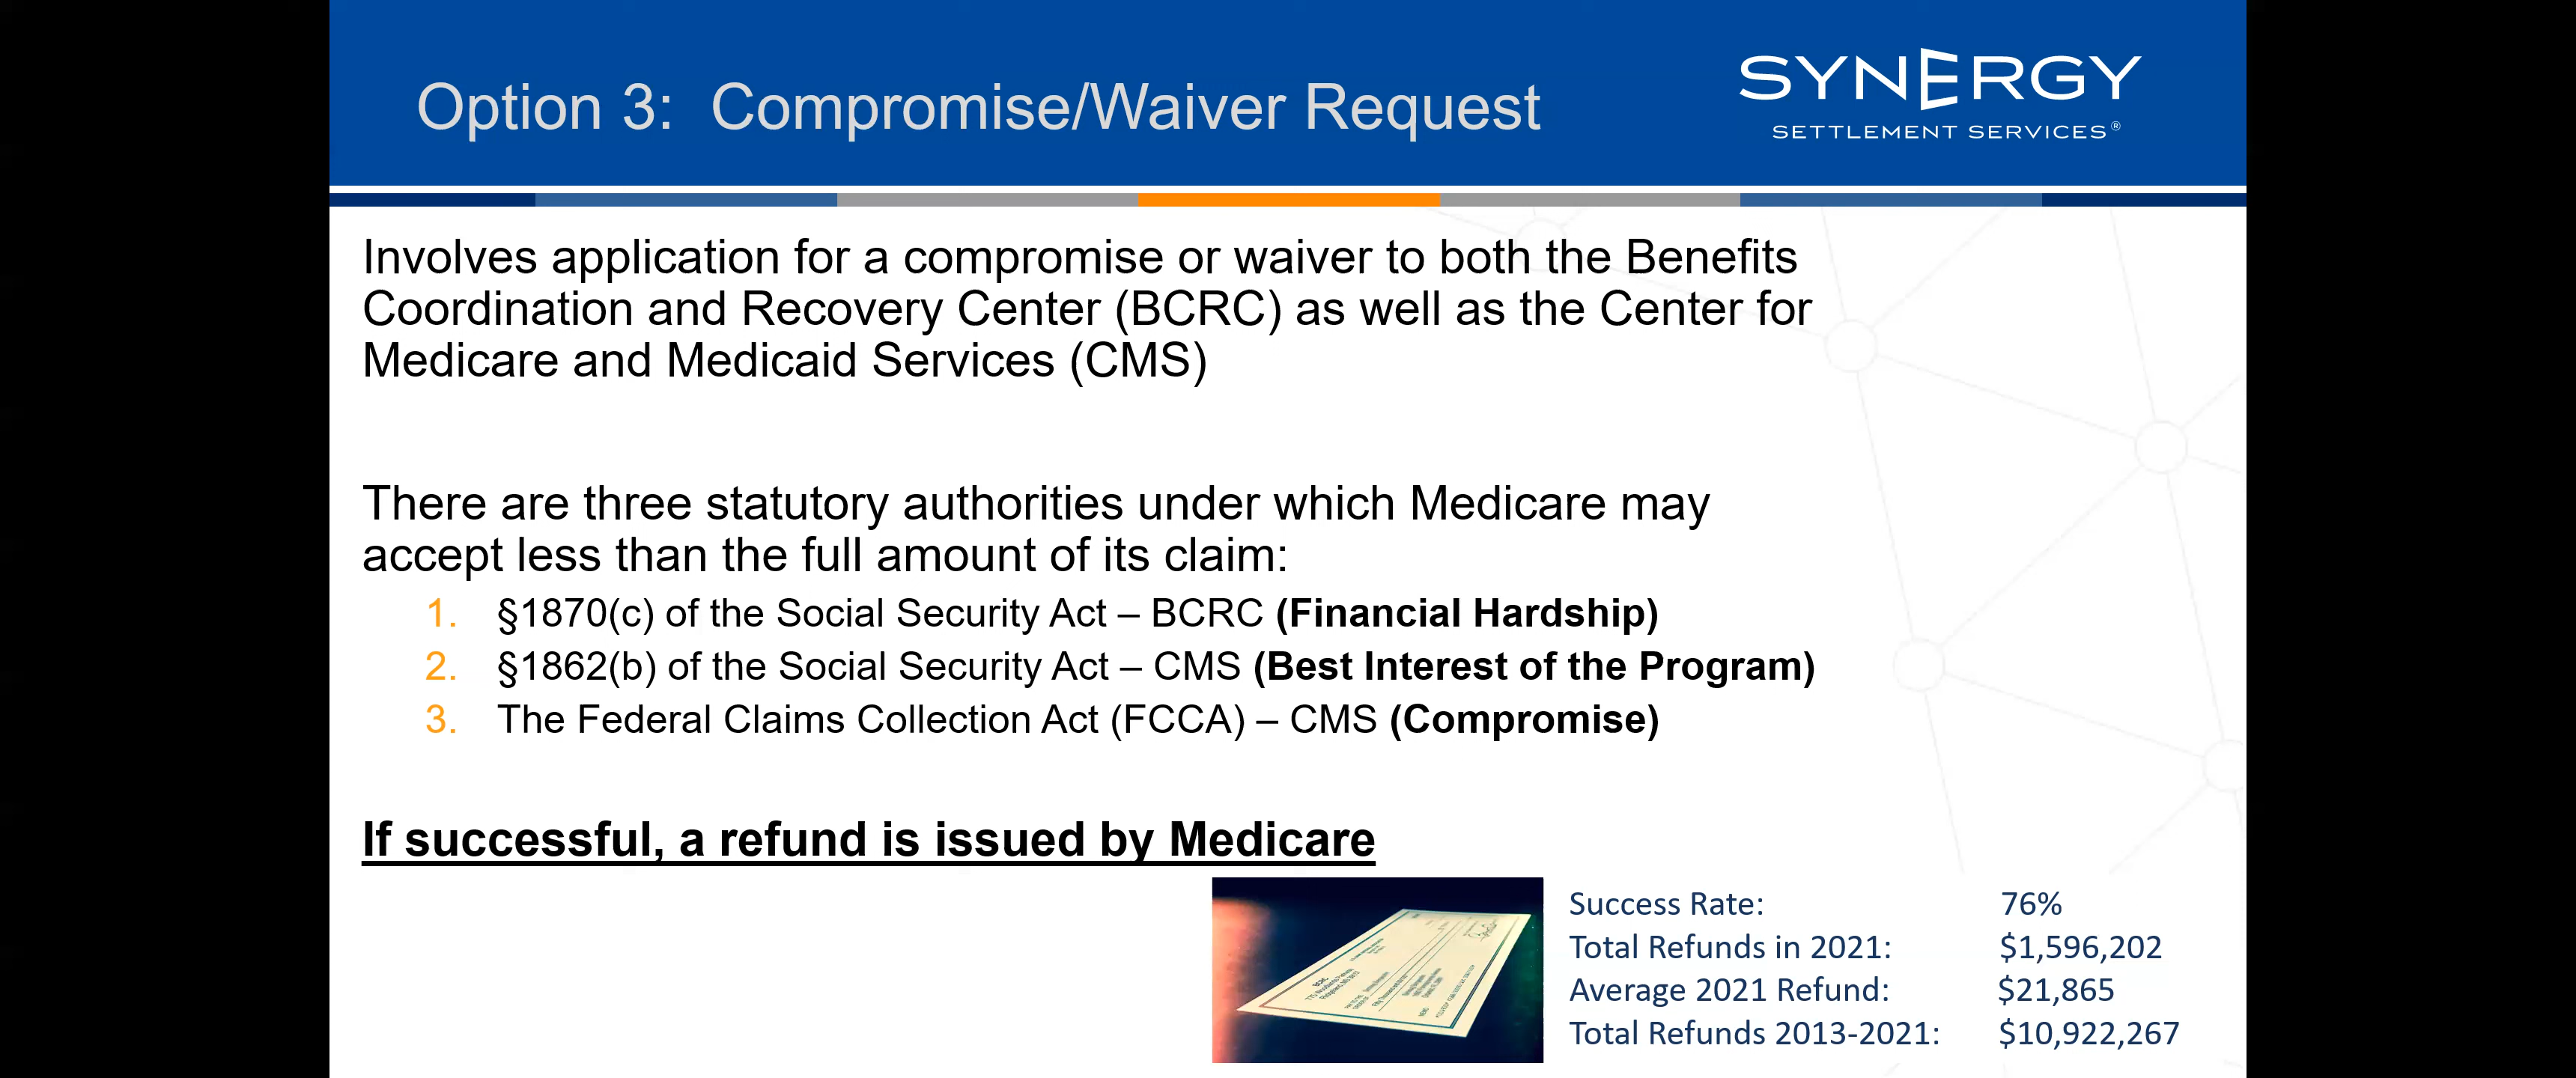 Option 3: Compromise/Waiver Request
SYNERGY
SETTLEMENT SERVICES®
Involves application for a compromise or waiver to both the Benefits
Coordination and Recovery Center (BCRC) as well as the Center for
Medicare and Medicaid Services (CMS)
There are three statutory authorities under which Medicare may
accept less than the full amount of its claim:
1. §1870(c) of the Social Security Act – BCRC (Financial Hardship)
2. §1862(b) of the Social Security Act – CMS (Best Interest of the Program)
3. The Federal Claims Collection Act (FCCA) – CMS (Compromise)
If successful, a refund is issued by Medicare
BCRC
Success Rate: 76%
Total Refunds in 2021: $1,596,202
Average 2021 Refund: $21,865
Total Refunds 2013-2021: $10,922,267